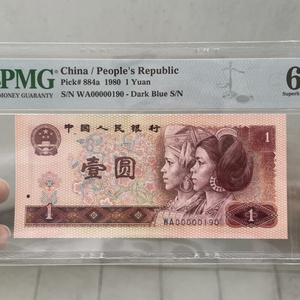 PMG
MONEY GUARANTY
China / People's Republic
Pick# 884a 1980 1 Yuan
S/N WA00000190 - Dark Blue S/N
6
Superb
中国人民银行
1
壹圆
1
WA00000190